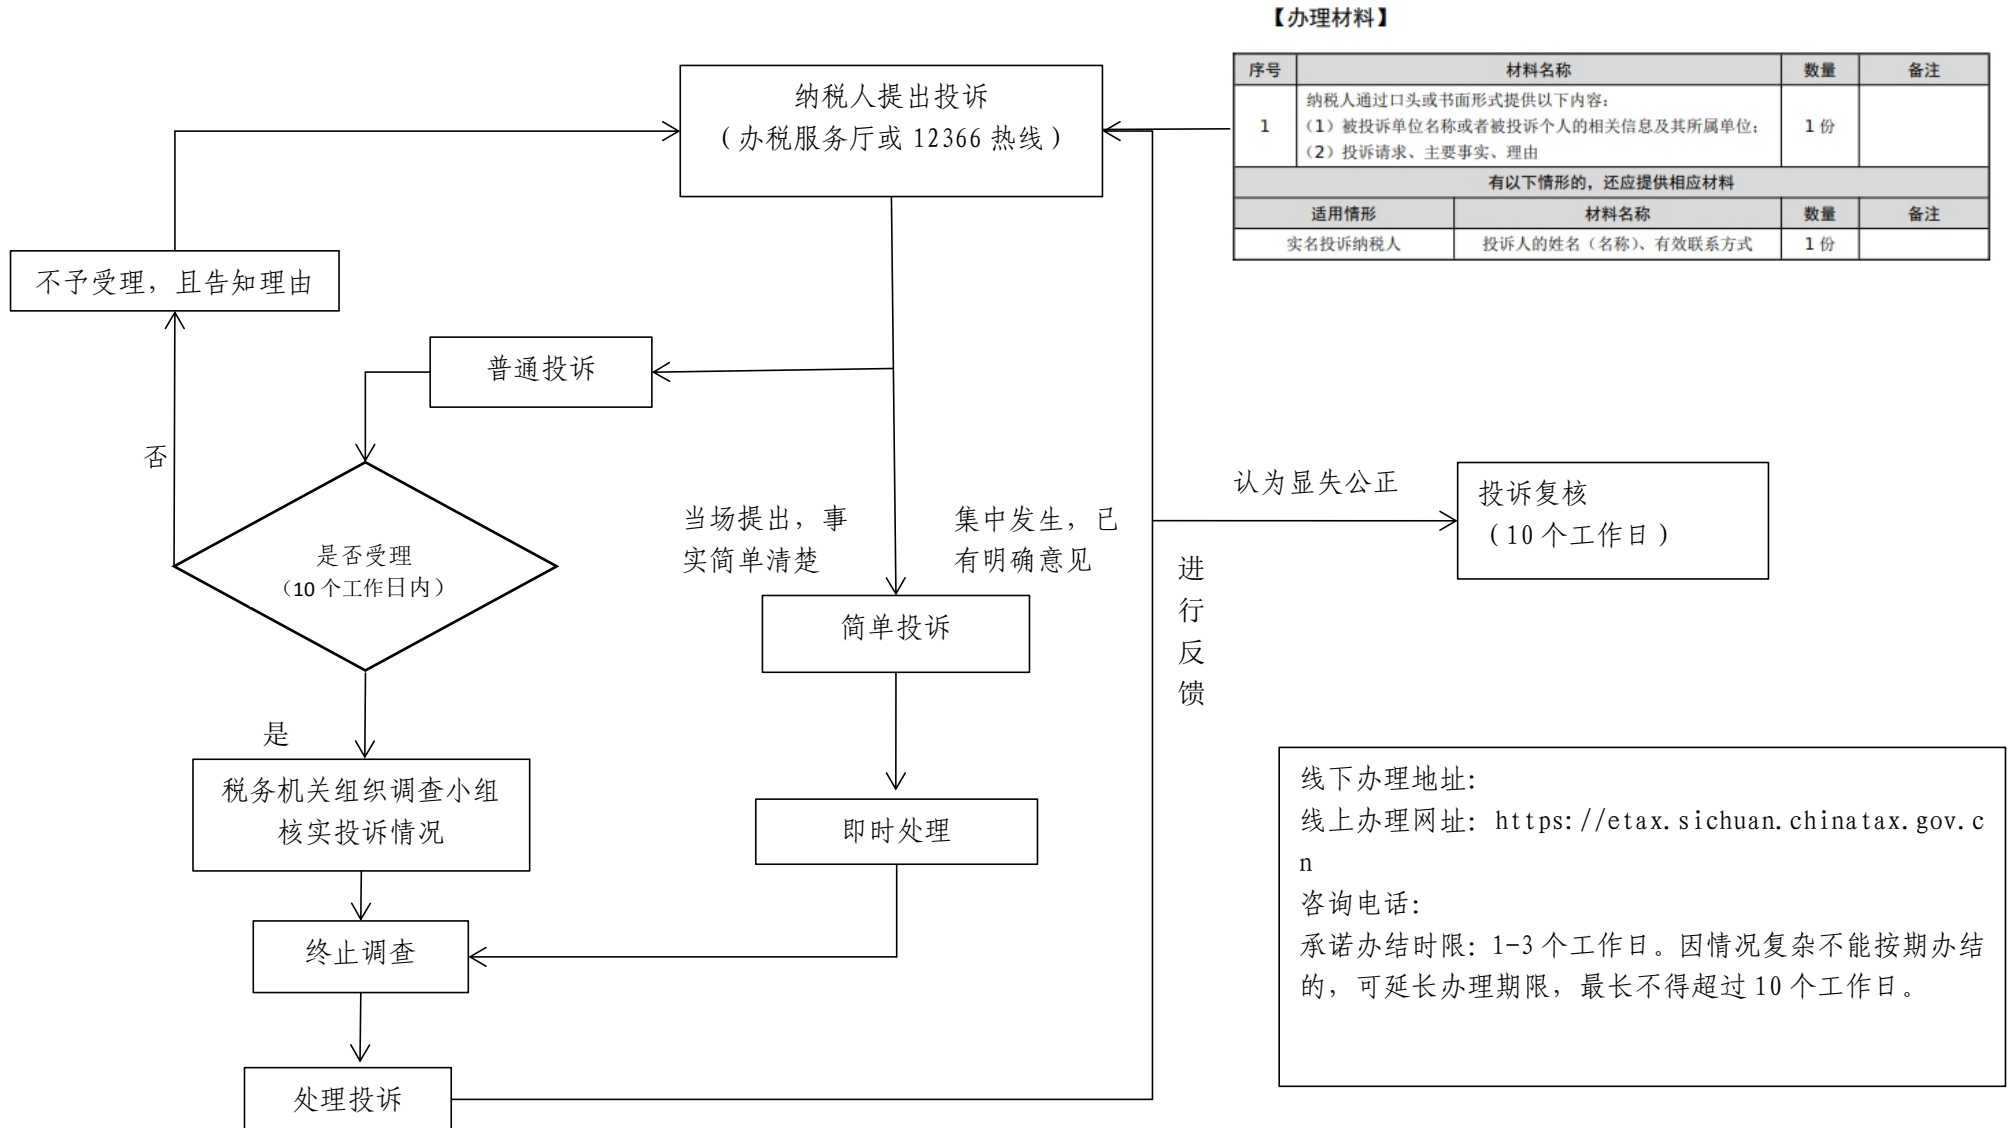 【办理材料】
序号 材料名称 数量 备注
纳税人通过口头或书面形式提供以下内容：
1 （1）被投诉单位名称或者被投诉个人的相关信息及其所属单位； 1 份
（2）投诉请求、主要事实、理由
有以下情形的，还应提供相应材料
适用情形 材料名称 数量 备注
实名投诉纳税人 投诉人的姓名（名称）、有效联系方式 1 份
纳税人提出投诉
（办税服务厅或 12366 热线）
不予受理，且告知理由
普通投诉
否
是否受理
（10 个工作日内）
当场提出，事
实简单清楚
集中发生，已
有明确意见
认为显失公正
投诉复核
（10 个工作日）
进
行
反
馈
简单投诉
是
税务机关组织调查小组
核实投诉情况
即时处理
终止调查
处理投诉
线下办理地址：
线上办理网址：https://etax.sichuan.chinatax.gov.c
n
咨询电话：
承诺办结时限：1-3 个工作日。因情况复杂不能按期办结
的，可延长办理期限，最长不得超过 10 个工作日。